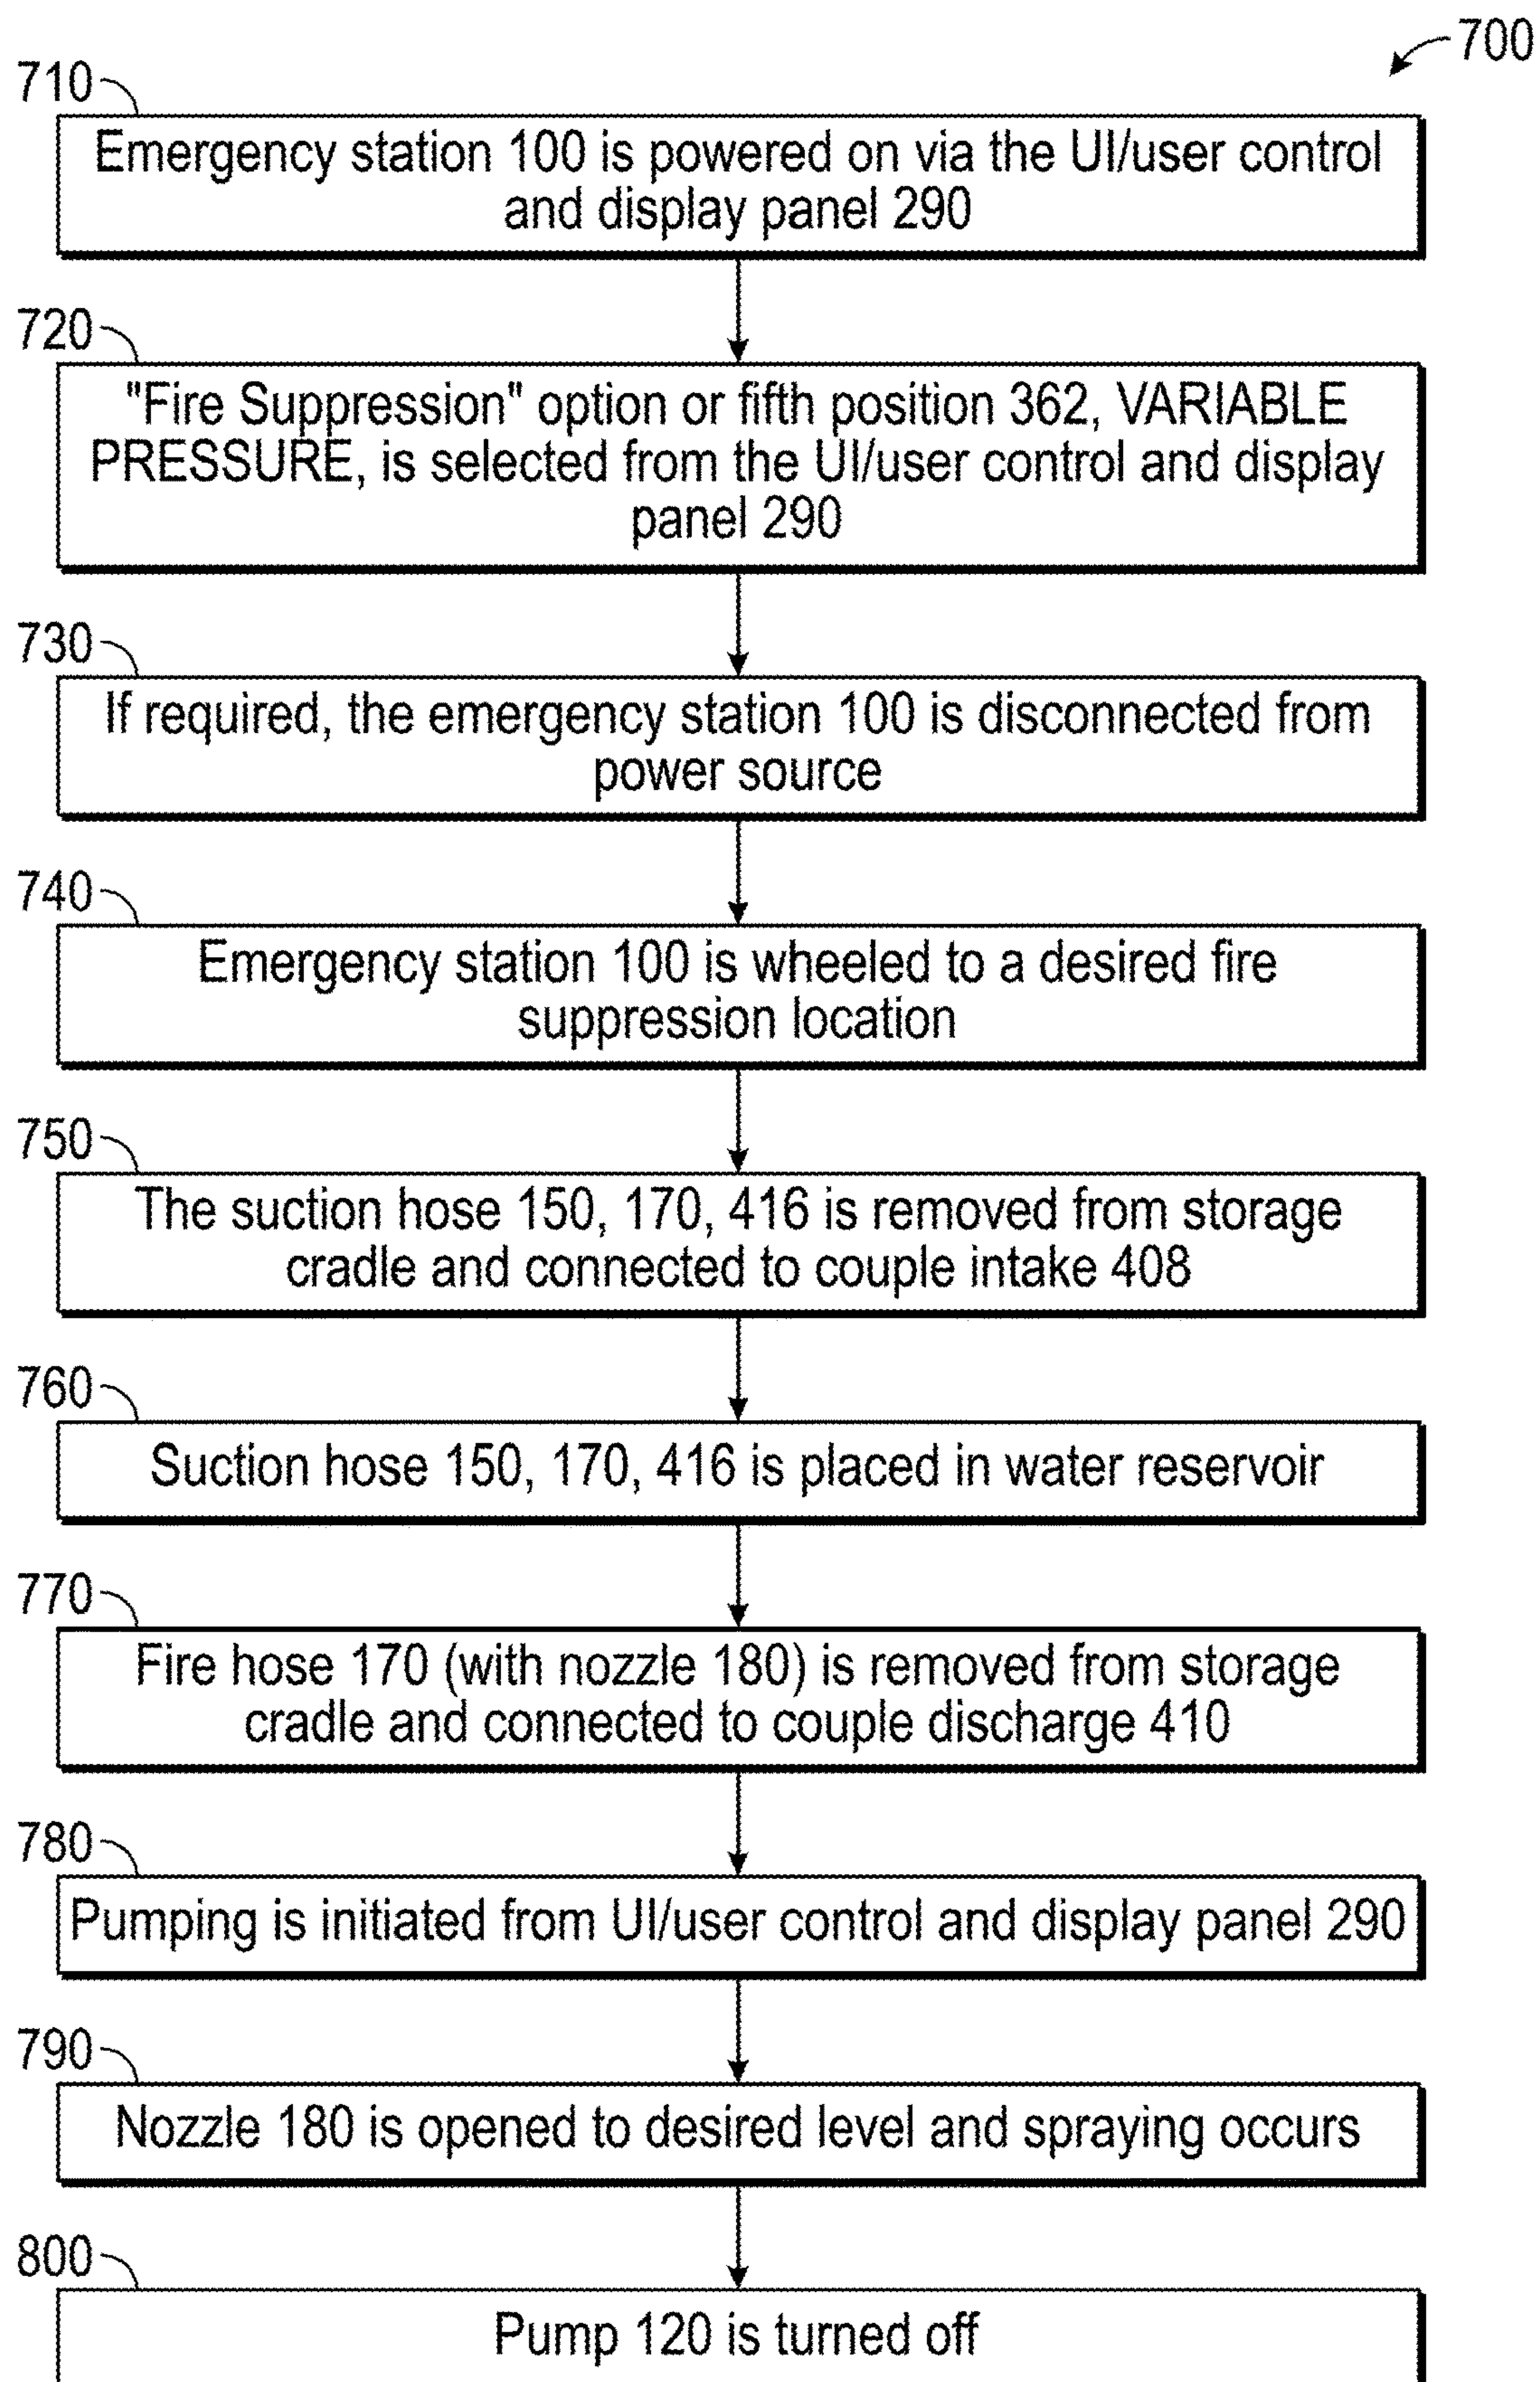 700
710
Emergency station 100 is powered on via the UI/user control
and display panel 290
720
"Fire Suppression" option or fifth position 362, VARIABLE
PRESSURE, is selected from the UI/user control and display
panel 290
730
If required, the emergency station 100 is disconnected from
power source
740
Emergency station 100 is wheeled to a desired fire
suppression location
750
The suction hose 150, 170, 416 is removed from storage
cradle and connected to couple intake 408
760
Suction hose 150, 170, 416 is placed in water reservoir
770
Fire hose 170 (with nozzle 180) is removed from storage
cradle and connected to couple discharge 410
780
Pumping is initiated from UI/user control and display panel 290
790
Nozzle 180 is opened to desired level and spraying occurs
800
Pump 120 is turned off